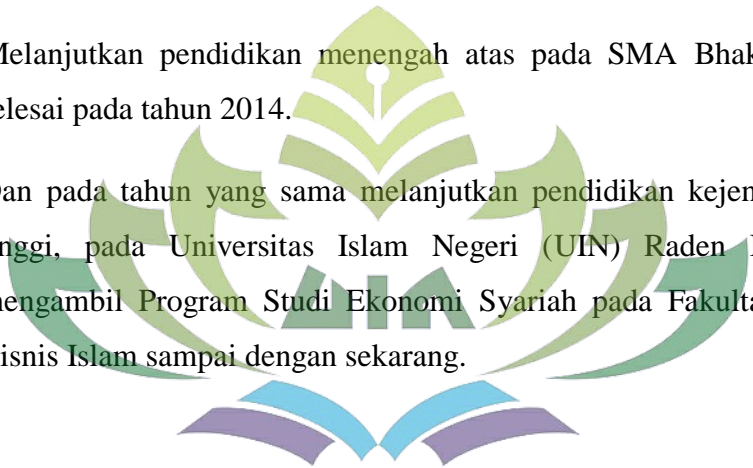 Melanjutkan pendidikan menengah atas pada SMA Bhak
elesai pada tahun 2014.
Dan pada tahun yang sama melanjutkan pendidikan kejen
inggi, pada Universitas Islam Negeri (UIN) Raden
mengambil Program Studi Ekonomi Syariah pada Fakulta
isnis Islam sampai dengan sekarang.